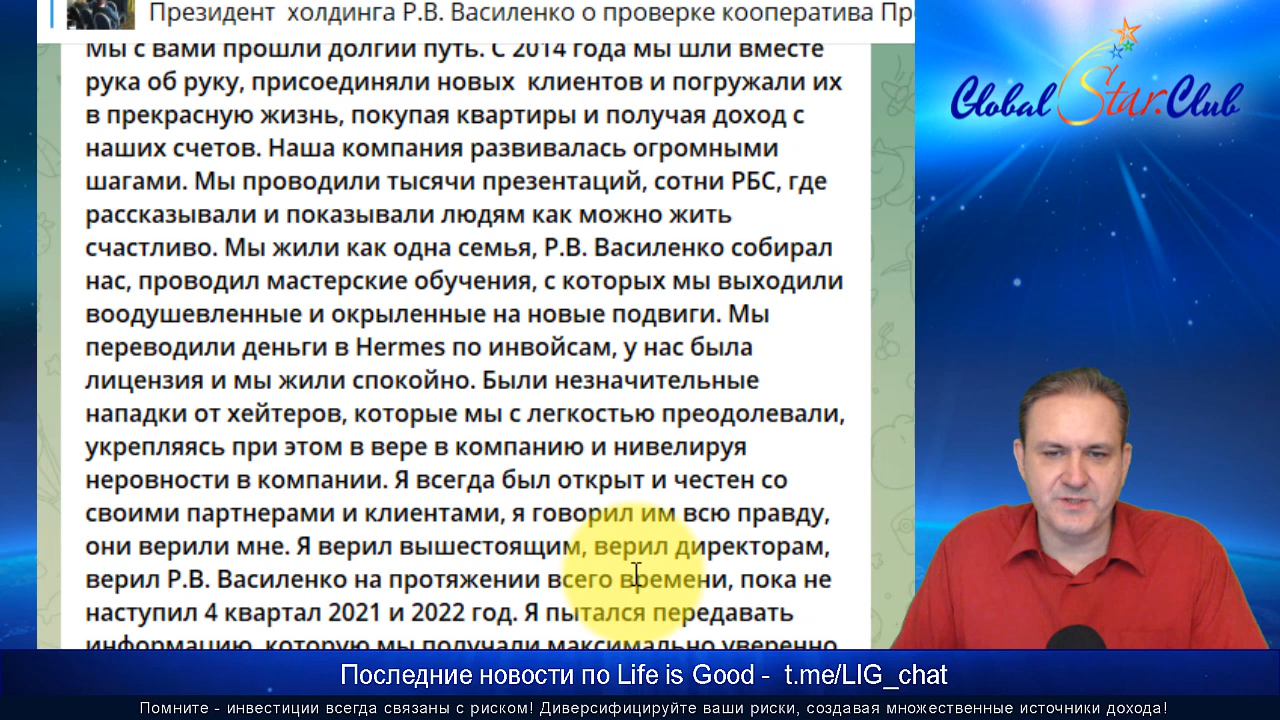 Президент холдинга Р.В. Василенко о проверке кооператива
Мы с вами прошли долгий путь. С 2014 года мы шли вместе
рука об руку, присоединяли новых клиентов и погружали их
в прекрасную жизнь, покупая квартиры и получая доход с
наших счетов. Наша компания развивалась огромными
шагами. Мы проводили тысячи презентаций, сотни РБС, где
рассказывали и показывали людям как можно жить
счастливо. Мы жили как одна семья, Р.В. Василенко собирал
нас, проводил мастерские обучения, с которых мы выходили
воодушевленные и окрыленные на новые подвиги. Мы
переводили деньги в Hermes по инвойсам, у нас была
лицензия и мы жили спокойно. Были незначительные
нападки от хейтеров, которые мы с легкостью преодолевали,
укрепляясь при этом в вере в компанию и нивелируя
неровности в компании. Я всегда был открыт и честен со
своими партнерами и клиентами, я говорил им всю правду,
они верили мне. Я верил вышестоящим, верил директорам,
верил Р.В. Василенко на протяжении всего времени, пока не
наступил 4 квартал 2021 и 2022 год. Я пытался передавать
информацию, которую мы получали максимально уверенно
Global Star.Club
Последние новости по Life is Good - t.me/LIG_chat
Помните - инвестиции всегда связаны с риском! Диверсифицируйте ваши риски, создавая множественные источники дохода!